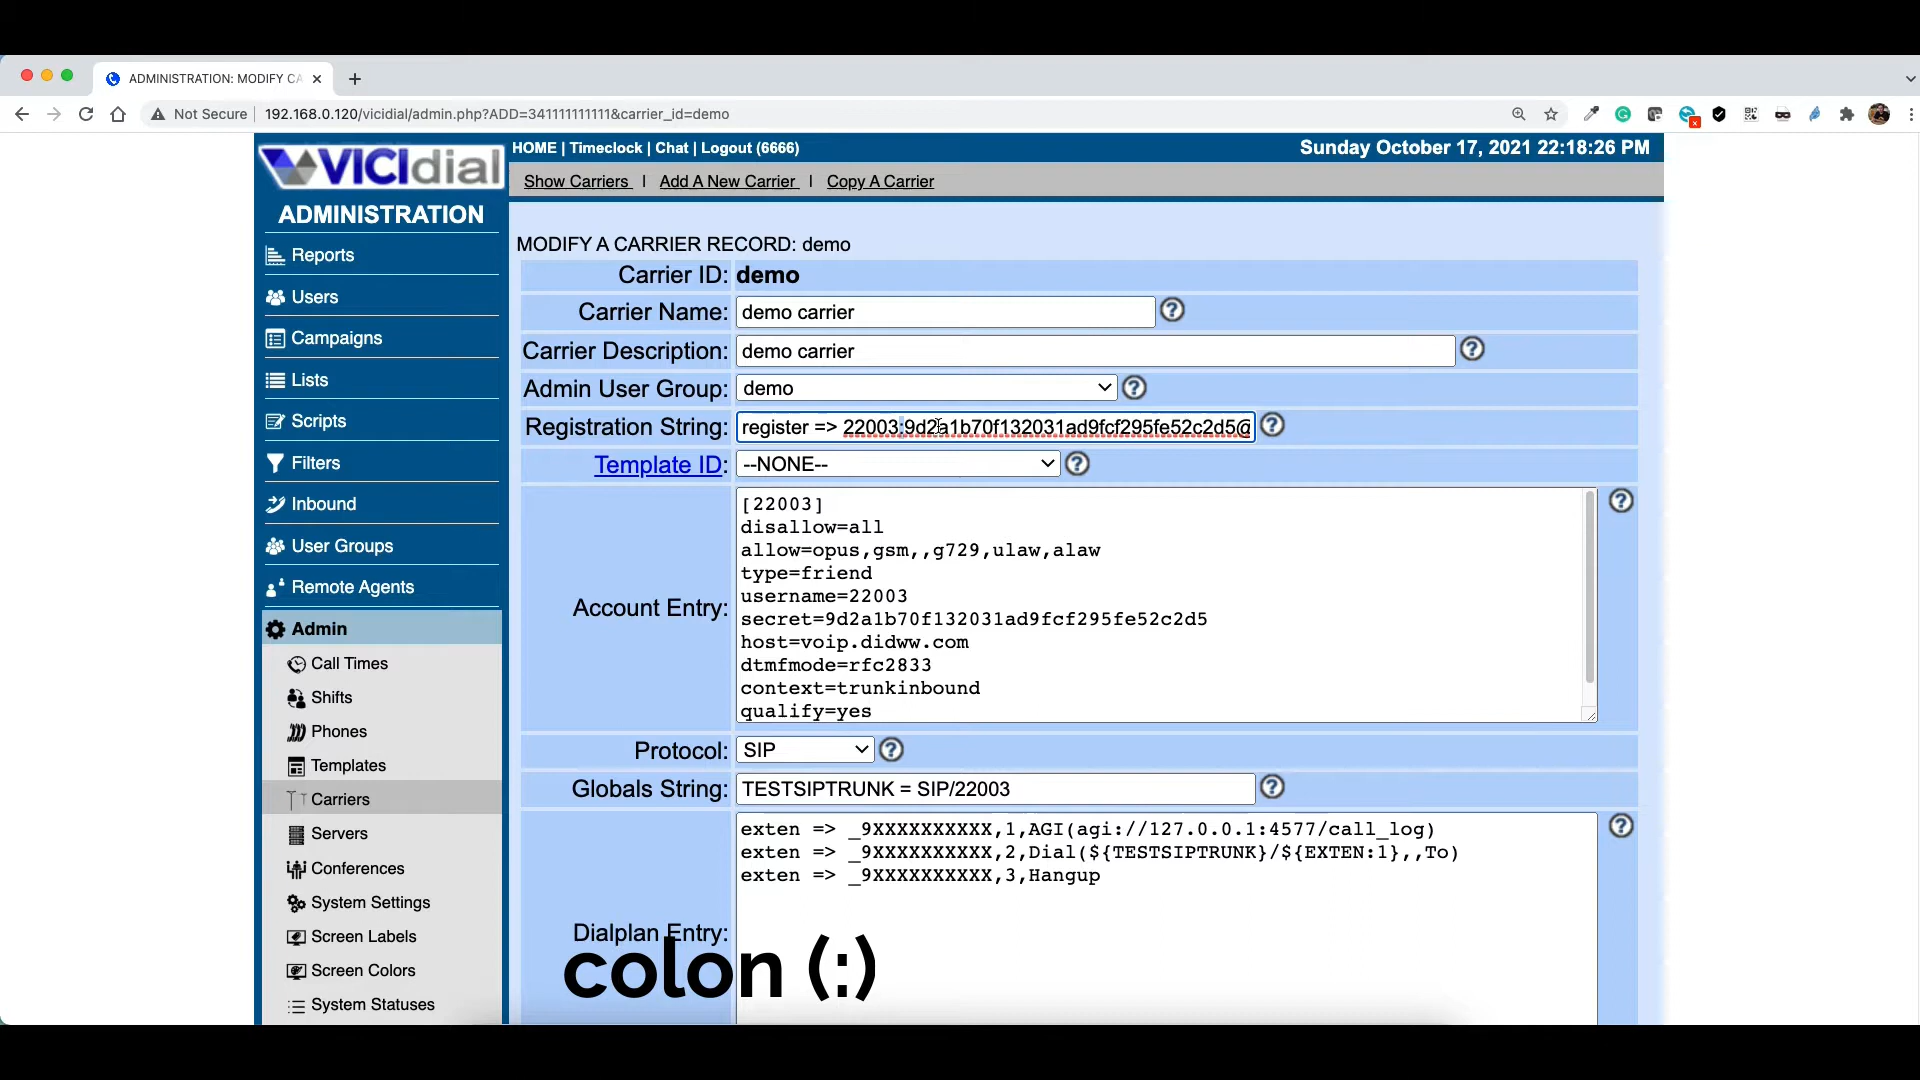 ADMINISTRATION: MODIFY CA
Not Secure
192.168.0.120/vicidial/admin.php?ADD=341111111111&carrier_id=demo
VICIdial
HOME | Timeclock | Chat | Logout (6666)
Sunday October 17, 2021 22:18:26 PM
Show Carriers | Add A New Carrier | Copy A Carrier
ADMINISTRATION
Reports
Users
Campaigns
Lists
Scripts
Filters
Inbound
User Groups
Remote Agents
Admin
Call Times
Shifts
Phones
Templates
Carriers
Servers
Conferences
System Settings
Screen Labels
Screen Colors
System Statuses
MODIFY A CARRIER RECORD: demo
Carrier ID: demo
Carrier Name: demo carrier
Carrier Description: demo carrier
Admin User Group: demo
Registration String: register => 22003:9d2a1b70f132031ad9fcf295fe52c2d5@
Template ID: --NONE--
Account Entry:
[22003]
disallow=all
allow=opus,gsm,,g729,ulaw,alaw
type=friend
username=22003
secret=9d2a1b70f132031ad9fcf295fe52c2d5
host=voip.didww.com
dtmfmode=rfc2833
context=trunkinbound
qualify=yes
Protocol: SIP
Globals String: TESTSIPTRUNK = SIP/22003
Dialplan Entry:
exten => _9XXXXXXXXXX,1,AGI(agi://127.0.0.1:4577/call_log)
exten => _9XXXXXXXXXX,2,Dial(${TESTSIPTRUNK}/${EXTEN:1},,To)
exten => _9XXXXXXXXXX,3,Hangup
colon (:)